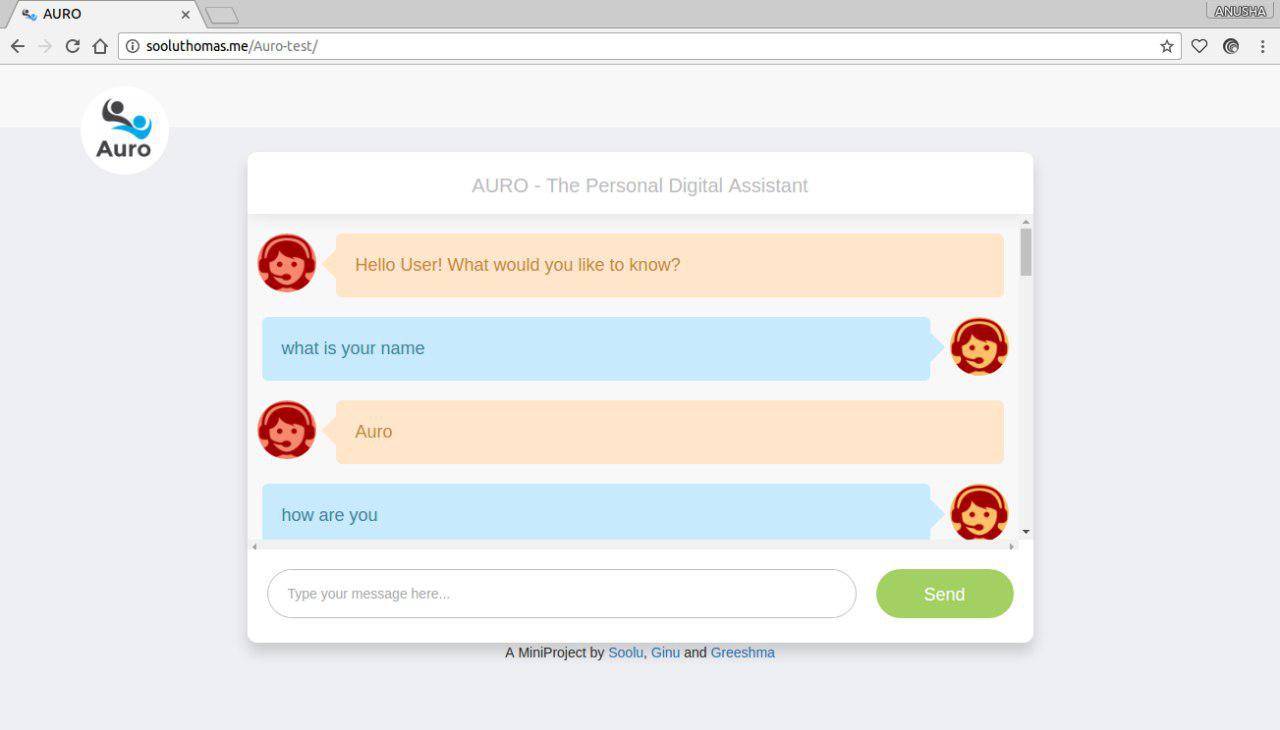 AURO
ANUSHA
sooluthomas.me/Auro-test/
Auro
AURO - The Personal Digital Assistant
Hello User! What would you like to know?
what is your name
Auro
how are you
Type your message here...
Send
A MiniProject by Soolu, Ginu and Greeshma